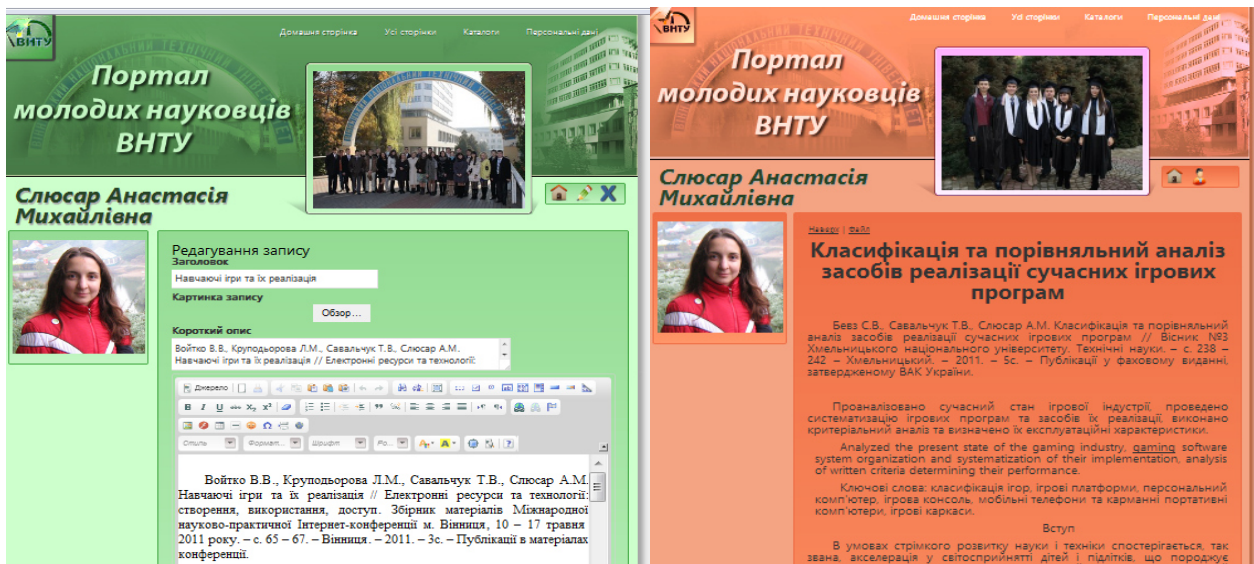 ВНТУ
Домашня сторінка Усі сторінки Каталоги Персональні дані
Портал
молодих науковців
ВНТУ
Слюсар Анастасія
Михайлівна
Редагування запису
Заголовок
Навчаючі ігри та їх реалізація
Картинка запису
Обзор...
Короткий опис
Войтко В.В., Круподьорова Л.М., Савальчук Т.В., Слюсар А.М.
Навчаючі ігри та їх реалізація // Електронні ресурси та технології:
Джерело
Стиль Формат... Шрифт Ро...
Войтко В.В., Круподьорова Л.М., Савальчук Т.В., Слюсар А.М.
Навчаючі ігри та їх реалізація // Електронні ресурси та технології:
створення, використання, доступ. Збірник матеріалів Міжнародної
науково-практичної Інтернет-конференції м. Вінниця, 10 – 17 травня
2011 року. – с. 65 – 67. – Вінниця. – 2011. – 3с. – Публікації в матеріалах
конференції.
ВНТУ
Домашня сторінка Усі сторінки Каталоги Персональні дані
Портал
молодих науковців
ВНТУ
Слюсар Анастасія
Михайлівна
Наверх | Файл
Класифікація та порівняльний аналіз
засобів реалізації сучасних ігрових
програм
Бевз С.В., Савальчук Т.В., Слюсар А.М. Класифікація та порівняльний
аналіз засобів реалізації сучасних ігрових програм // Вісник №3
Хмельницького національного університету. Технічні науки. – с. 238 –
242 – Хмельницький. – 2011. – 5с. – Публікації у фаховому виданні,
затвердженому ВАК України.
Проаналізовано сучасний стан ігрової індустрії, проведено
систематизацію ігрових програм та засобів їх реалізації, виконано
критеріальний аналіз та визначено їх експлуатаційні характеристики.
Analyzed the present state of the gaming industry, gaming software
system organization and systematization of their implementation, analysis
of written criteria determining their performance.
Ключові слова: класифікація ігор, ігрові платформи, персональний
комп'ютер, ігрова консоль, мобільні телефони та карманні портативні
комп'ютери, ігрові каркаси.
Вступ
В умовах стрімкого розвитку науки і техніки спостерігається, так
звана, акселерація у світосприйнятті дітей і підлітків, що породжує